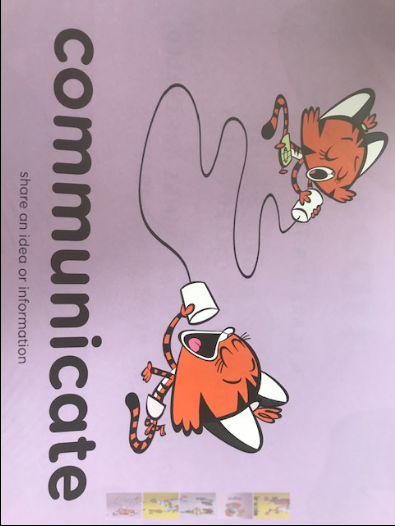 communicate
share an idea or information